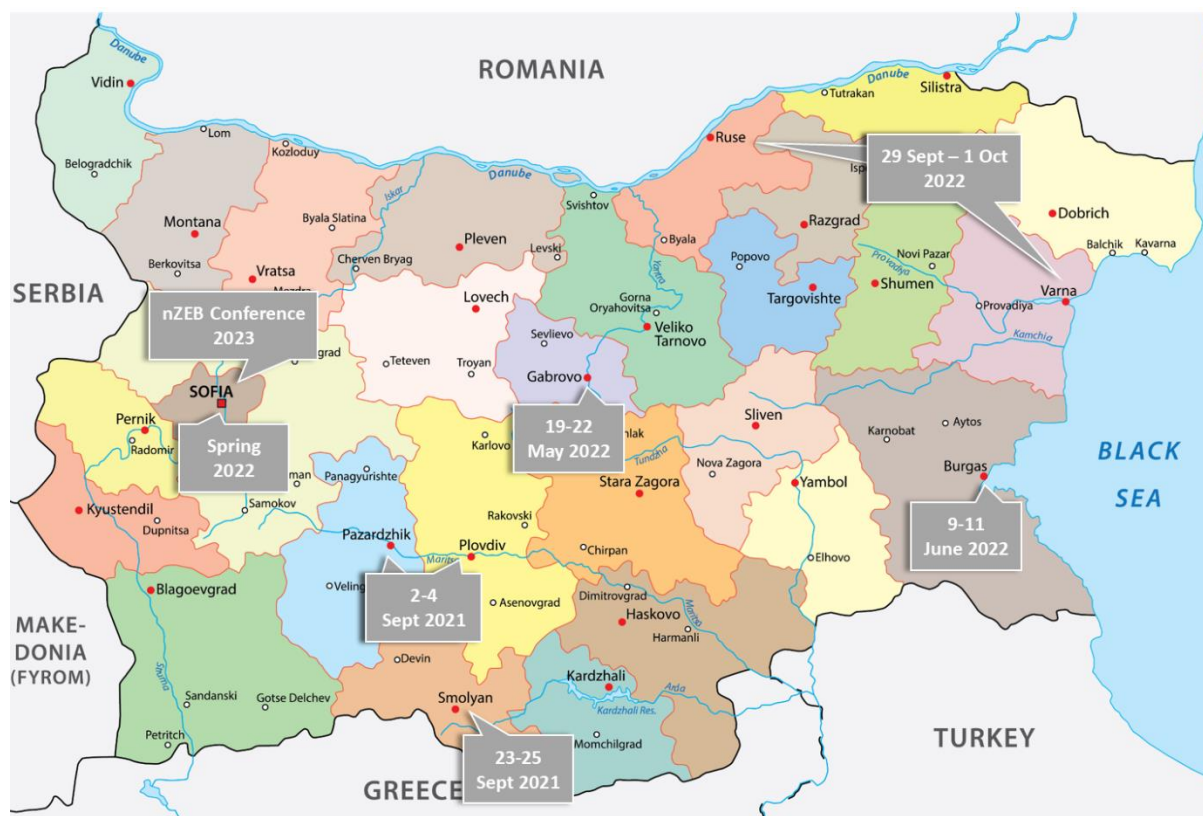 ROMANIA
Danube
Vidin
Danube
Tutrakan
Silistra
Lom
Kozloduy
Ruse
29 Sept – 1 Oct
2022
Belogradchik
Danube
Iskar
Svishtov
Montana
Byala Slatina
Pleven
Byala
Razgrad
Dobrich
Berkovitsa
Vratsa
Cherven Bryag
Levski
Yantra
Popovo
Novi Pazar
Provadiya
Balchik
Kavarna
SERBIA
nZEB Conference
2023
Lovech
Gorna
Oryahovitsa
Targovishte
Shumen
Provadiya
Varna
Veliko
Tarnovo
Sevlievo
Kamchia
Teteven
Troyan
Gabrovo
SOFIA
Pernik
Radomir
Spring
2022
Karlovo
19-22
May 2022
Sliven
Tundzha
Karnobat
Aytos
BLACK
SEA
Panagyurishte
Nova Zagora
Burgas
Kyustendil
Samokov
Stara Zagora
Yambol
Dupnitsa
Rakovski
9-11
June 2022
Pazardzhik
Maritsa
Plovdiv
Chirpan
Elhovo
Blagoevgrad
2-4
Sept 2021
Asenovgrad
Dimitrovgrad
Maritsa
Haskovo
Harmanli
MAKE-
DONIA
(FYROM)
Struma
Devin
Sandanski
Gotse Delchev
Smolyan
Kardzhali
Arda
Kardzhali Res.
Petritch
Momchilgrad
23-25
Sept 2021
GREECE
TURKEY